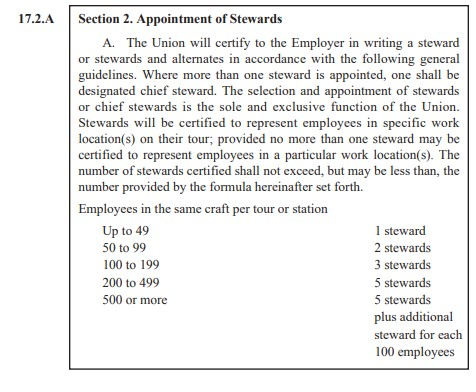 17.2.A Section 2. Appointment of Stewards
A. The Union will certify to the Employer in writing a steward
or stewards and alternates in accordance with the following general
guidelines. Where more than one steward is appointed, one shall be
designated chief steward. The selection and appointment of stewards
or chief stewards is the sole and exclusive function of the Union.
Stewards will be certified to represent employees in specific work
location(s) on their tour; provided no more than one steward may be
certified to represent employees in a particular work location(s). The
number of stewards certified shall not exceed, but may be less than, the
number provided by the formula hereinafter set forth.
Employees in the same craft per tour or station
Up to 49 1 steward
50 to 99 2 stewards
100 to 199 3 stewards
200 to 499 5 stewards
500 or more 5 stewards
plus additional
steward for each
100 employees